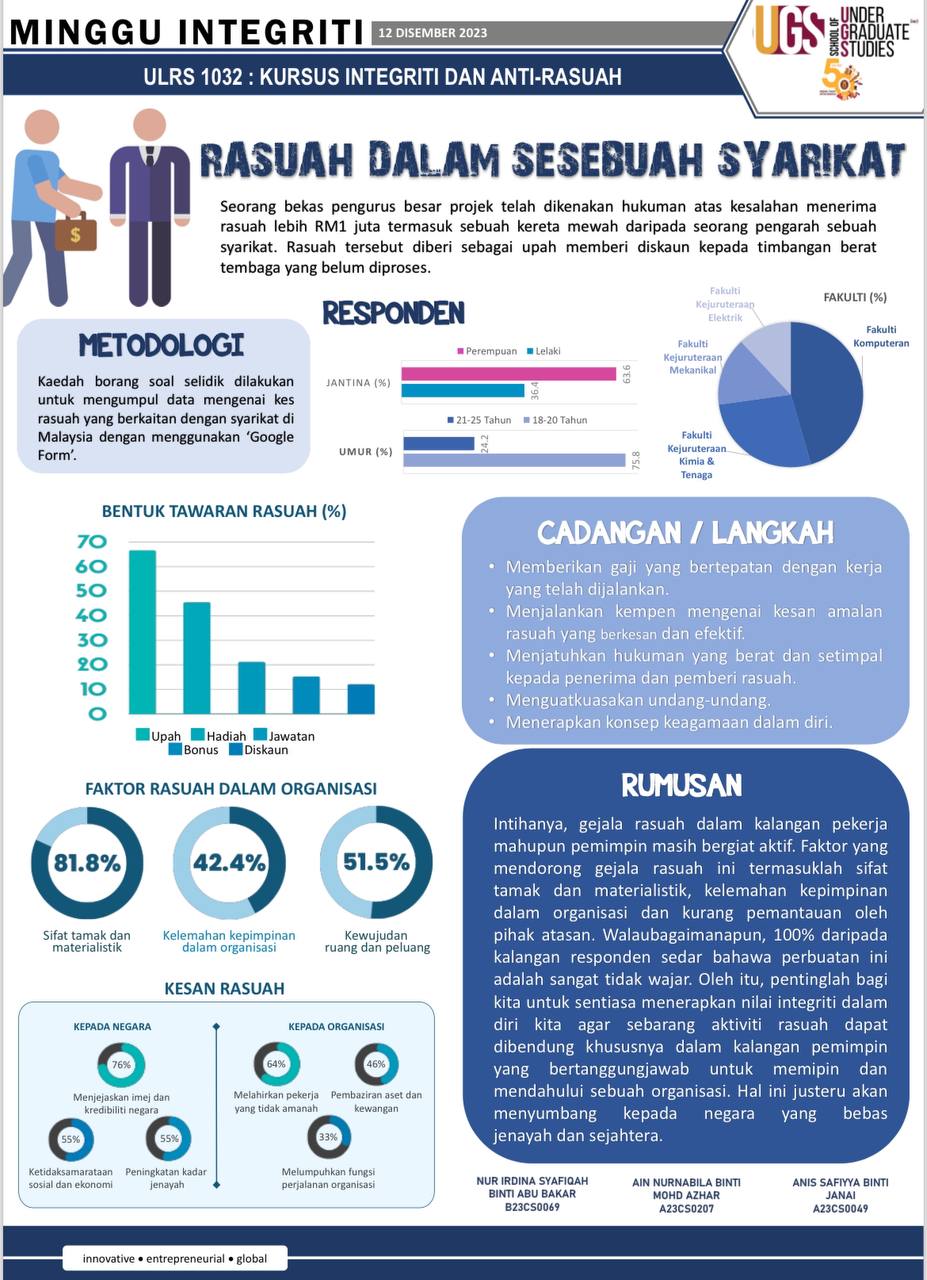 MINGGU INTEGRITI
12 DISEMBER 2023
UGS SCHOOL OF UNDERGRADUATE STUDIES
50
ULRS 1032 : KURSUS INTEGRITI DAN ANTI-RASUAH
$
RASUAH DALAM SESEBUAH SYARIKAT
Seorang bekas pengurus besar projek telah dikenakan hukuman atas kesalahan menerima
rasuah lebih RM1 juta termasuk sebuah kereta mewah daripada seorang pengarah sebuah
syarikat. Rasuah tersebut diberi sebagai upah memberi diskaun kepada timbangan berat
tembaga yang belum diproses.
METODOLOGI
Kaedah borang soal selidik dilakukan
untuk mengumpul data mengenai kes
rasuah yang berkaitan dengan syarikat di
Malaysia dengan menggunakan ‘Google
Form’.
RESPONDEN
Perempuan Lelaki
JANTINA (%)
63.6
36.4
21-25 Tahun 18-20 Tahun
UMUR (%)
24.2
75.8
FAKULTI (%)
Fakulti
Kejuruteraan
Elektrik
Fakulti
Komputeran
Fakulti
Kejuruteraan
Mekanikal
Fakulti
Kejuruteraan
Kimia &
Tenaga
BENTUK TAWARAN RASUAH (%)
70
60
50
40
30
20
10
0
Upah Hadiah Jawatan
Bonus Diskaun
CADANGAN / LANGKAH
• Memberikan gaji yang bertepatan dengan kerja
yang telah dijalankan.
• Menjalankan kempen mengenai kesan amalan
rasuah yang berkesan dan efektif.
• Menjatuhkan hukuman yang berat dan setimpal
kepada penerima dan pemberi rasuah.
• Menguatkuasakan undang-undang.
• Menerapkan konsep keagamaan dalam diri.
FAKTOR RASUAH DALAM ORGANISASI
81.8%
42.4%
51.5%
Sifat tamak dan
materialistik
Kelemahan kepimpinan
dalam organisasi
Kewujudan
ruang dan peluang
KESAN RASUAH
KEPADA NEGARA
76%
Menjejaskan imej dan
kredibiliti negara
55%
Ketidaksamarataan
sosial dan ekonomi
55%
Peningkatan kadar
jenayah
KEPADA ORGANISASI
64%
Melahirkan pekerja
yang tidak amanah
46%
Pembaziran aset dan
kewangan
33%
Melumpuhkan fungsi
perjalanan organisasi
RUMUSAN
Intihanya, gejala rasuah dalam kalangan pekerja
mahupun pemimpin masih bergiat aktif. Faktor yang
mendorong gejala rasuah ini termasuklah sifat
tamak dan materialistik, kelemahan kepimpinan
dalam organisasi dan kurang pemantauan oleh
pihak atasan. Walaubagaimanapun, 100% daripada
kalangan responden sedar bahawa perbuatan ini
adalah sangat tidak wajar. Oleh itu, pentinglah bagi
kita untuk sentiasa menerapkan nilai integriti dalam
diri kita agar sebarang aktiviti rasuah dapat
dibendung khususnya dalam kalangan pemimpin
yang bertanggungjawab untuk memipin dan
mendahului sebuah organisasi. Hal ini justeru akan
menyumbang kepada negara yang bebas
jenayah dan sejahtera.
NUR IRDINA SYAFIQAH
BINTI ABU BAKAR
B23CS0069
AIN NURNABILA BINTI
MOHD AZHAR
A23CS0207
ANIS SAFIYYA BINTI
JANAI
A23CS0049
innovative ● entrepreneurial ● global